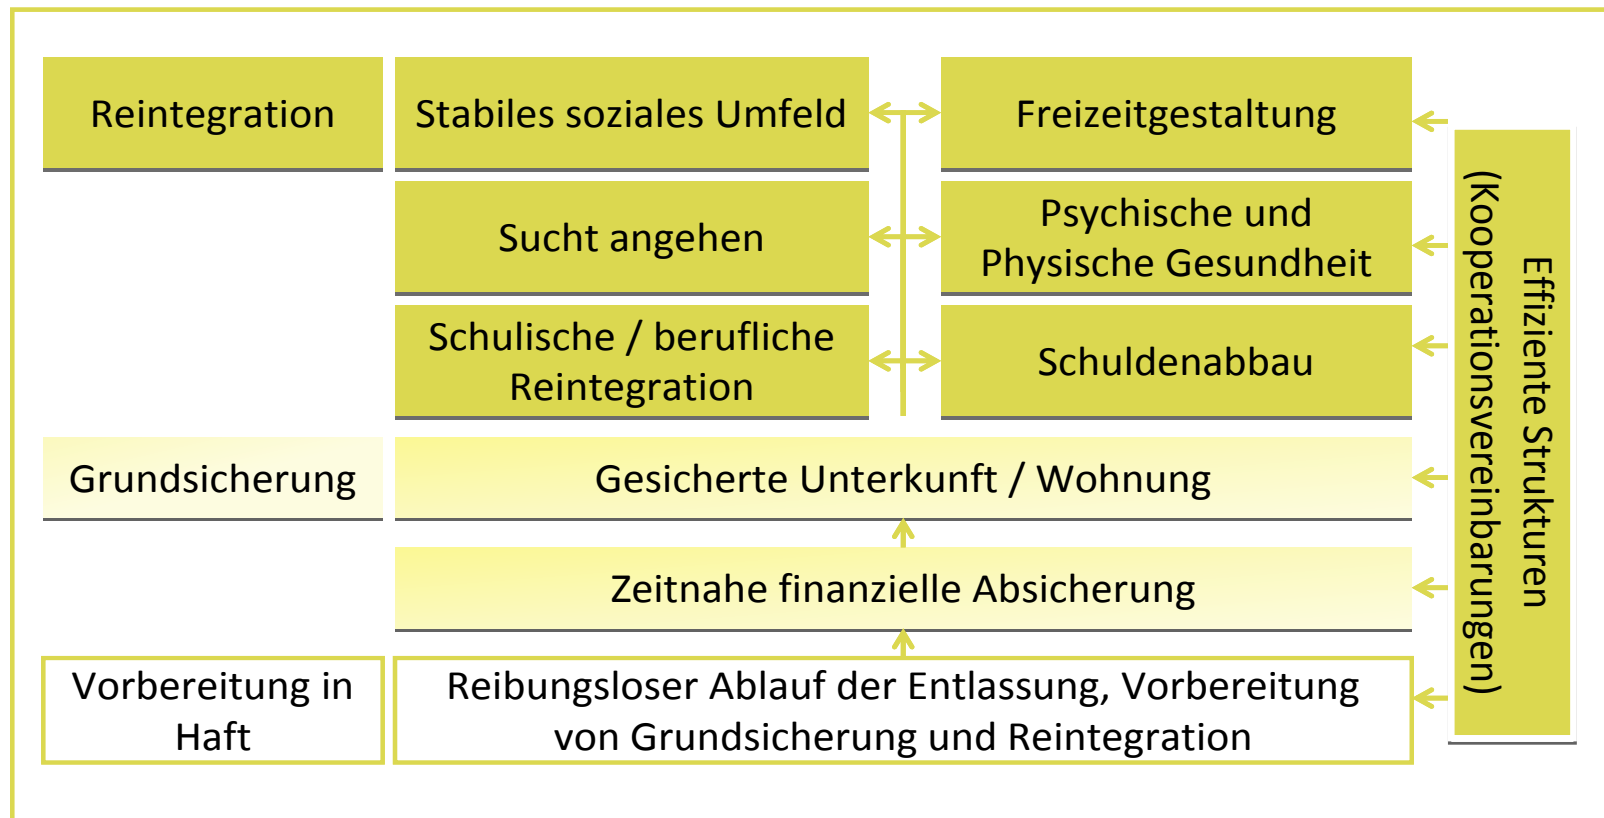 Reintegration
Stabiles soziales Umfeld
Freizeitgestaltung
Sucht angehen
Psychische und
Physische Gesundheit
Schulische / berufliche
Reintegration
Schuldenabbau
Grundsicherung
Gesicherte Unterkunft / Wohnung
Zeitnahe finanzielle Absicherung
Vorbereitung in
Haft
Reibungsloser Ablauf der Entlassung, Vorbereitung
von Grundsicherung und Reintegration
Effiziente Strukturen
(Kooperationsvereinbarungen)